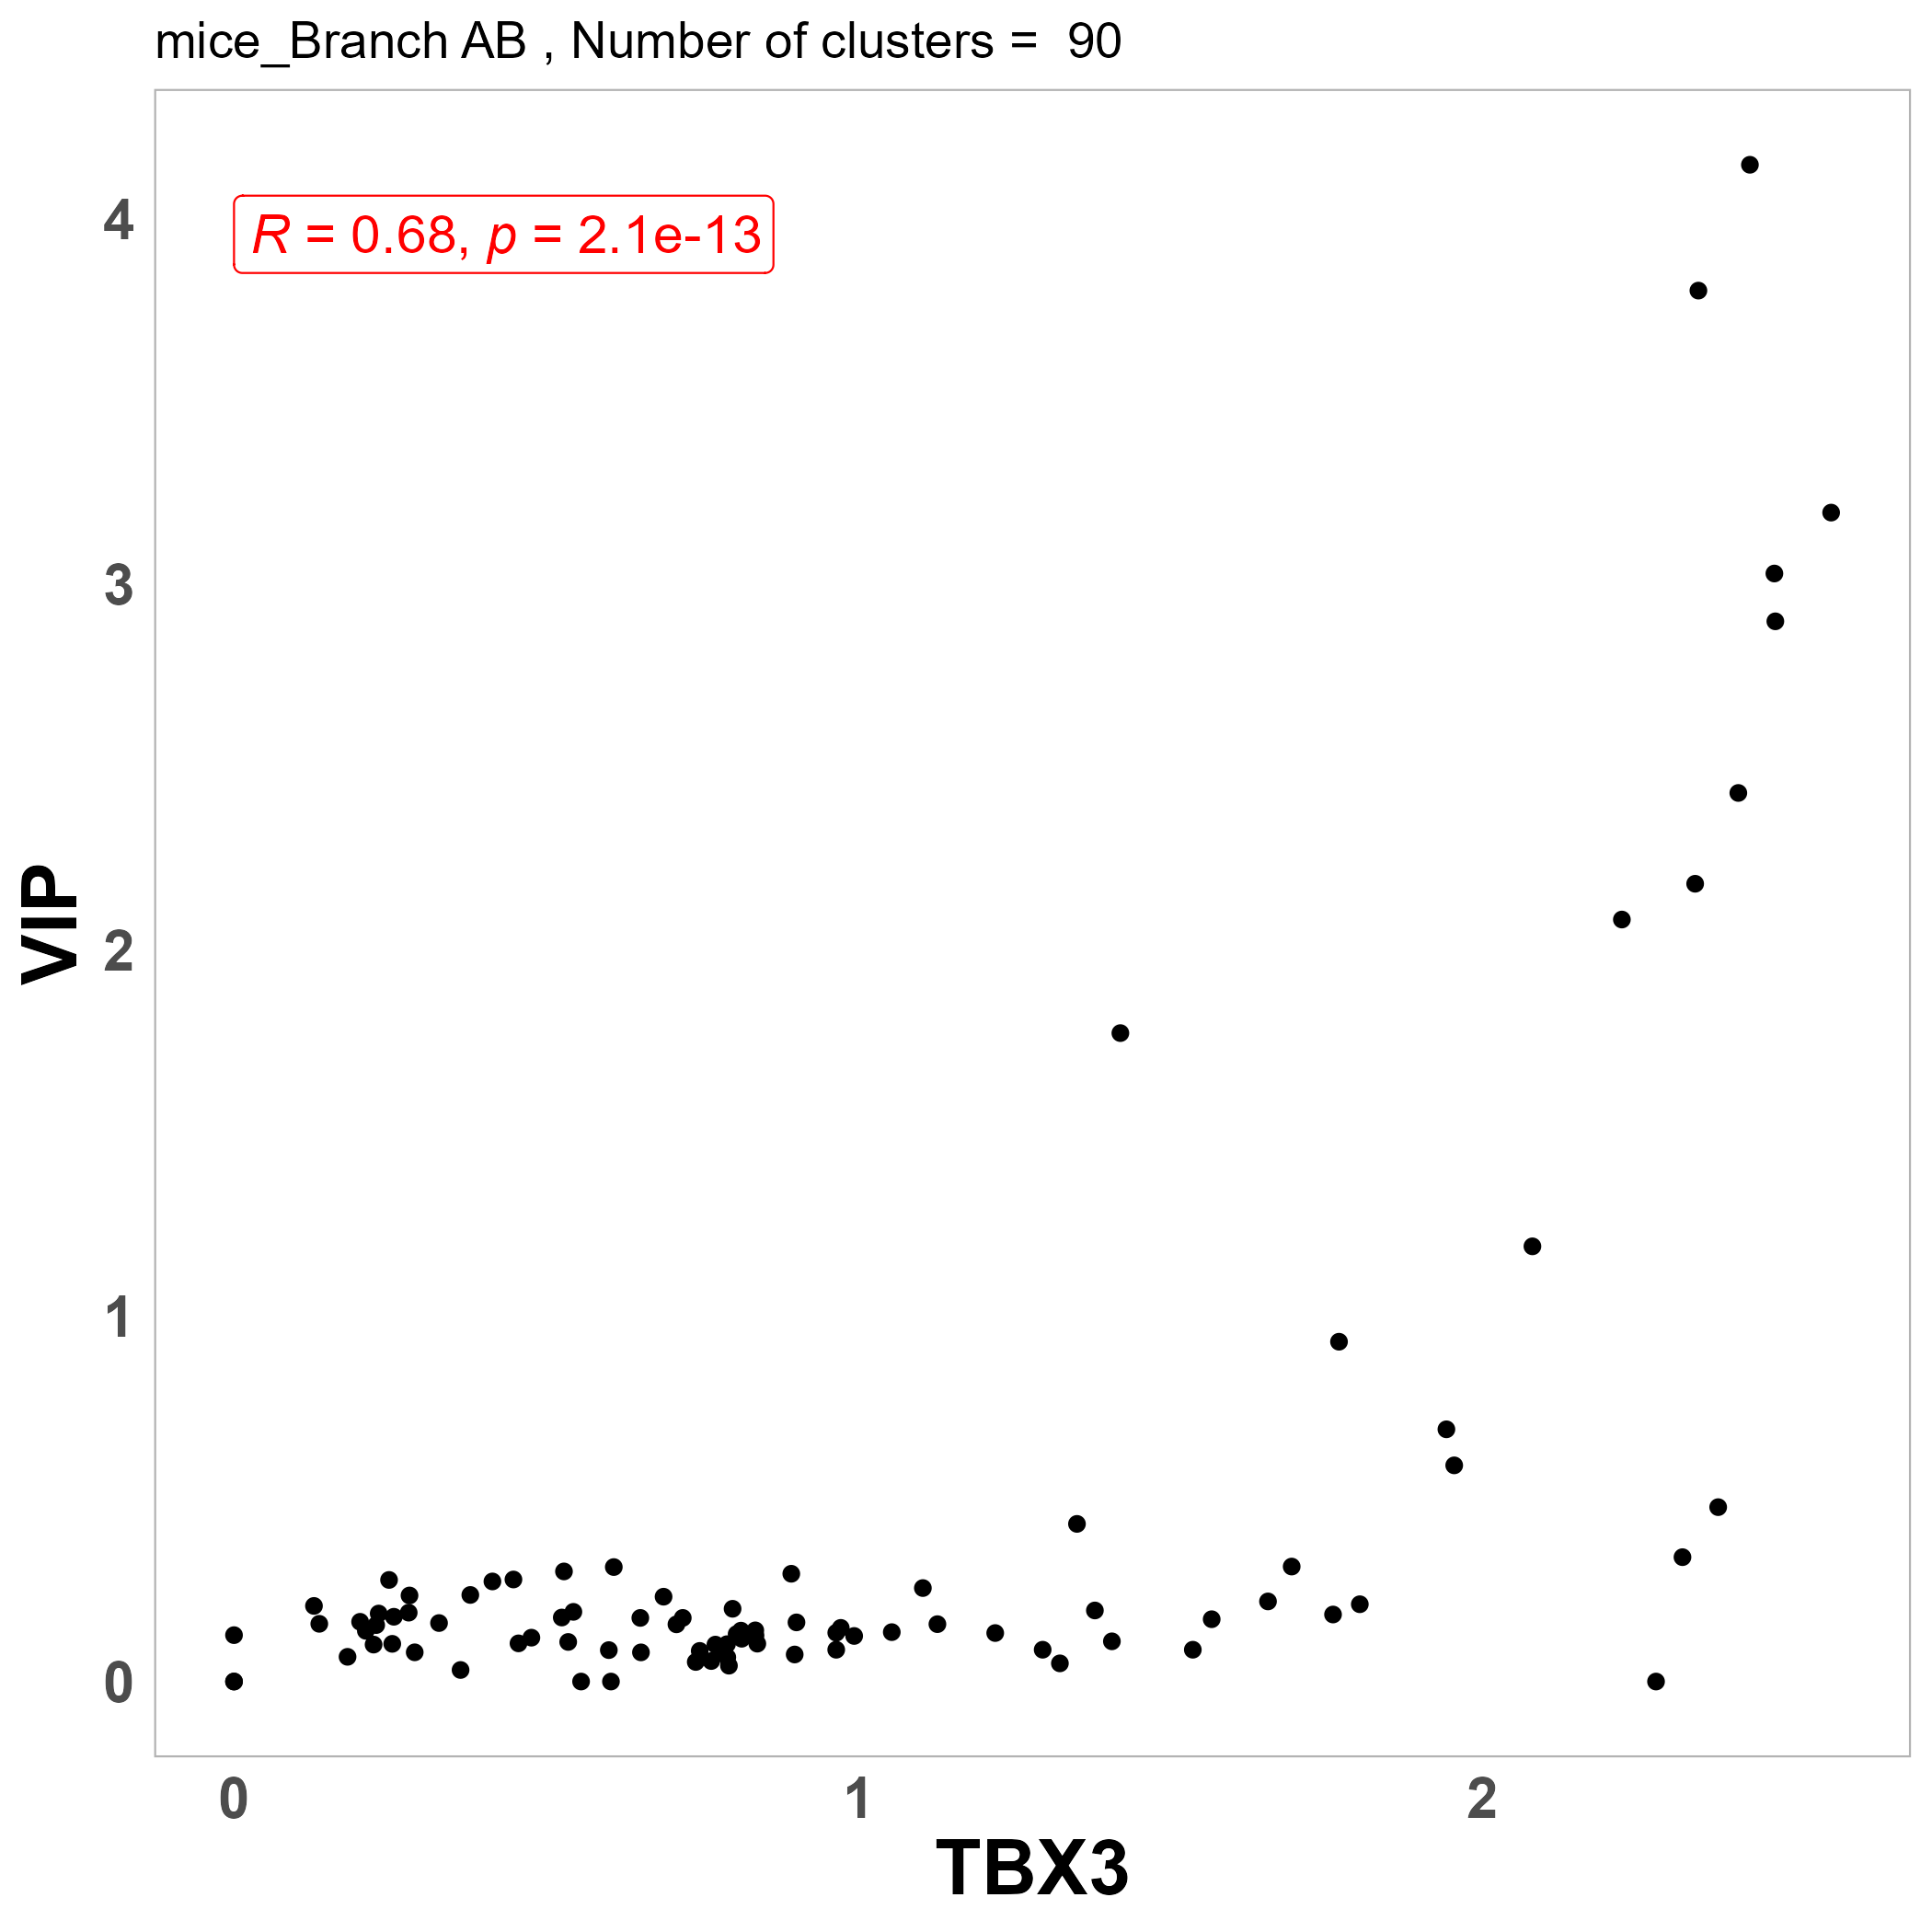 mice_Branch AB , Number of clusters =  90
R = 0.68, p = 2.1e-13
4
3
2
1
0
VIP
0 1 2
TBX3